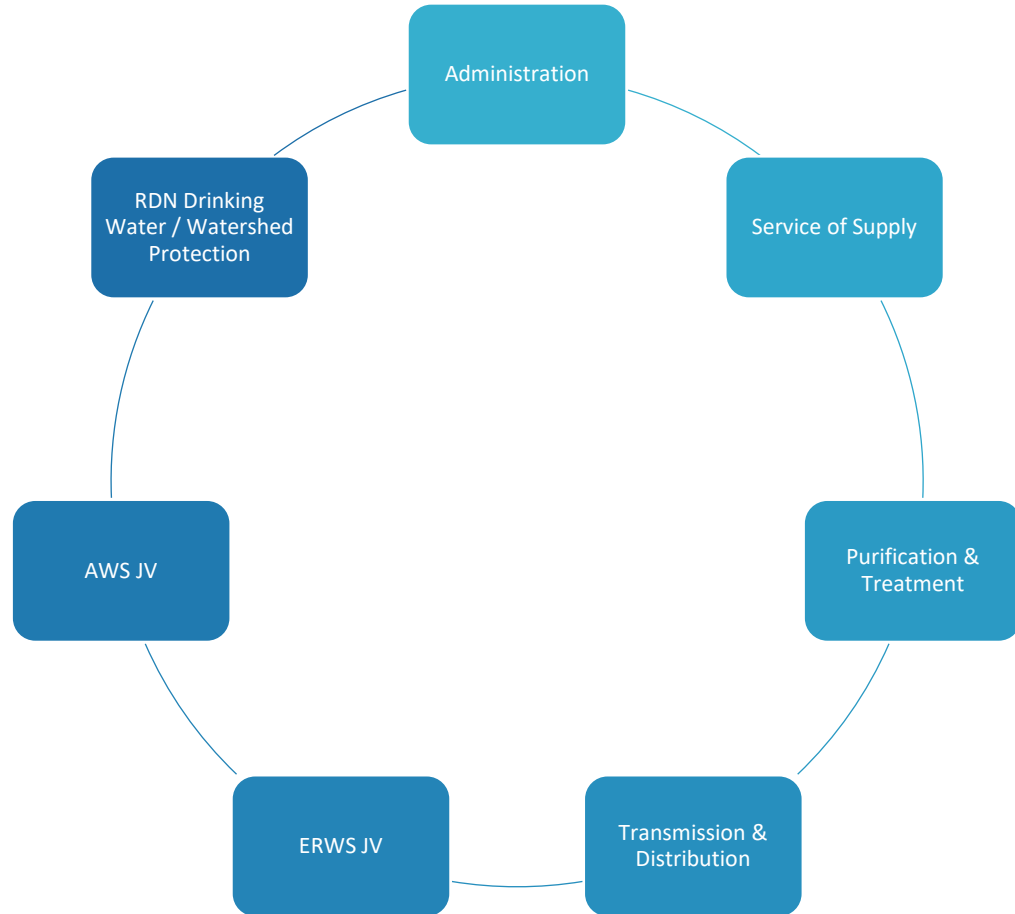 Administration
Service of Supply
Purification &
Treatment
Transmission &
Distribution
ERWS JV
AWS JV
RDN Drinking
Water / Watershed
Protection